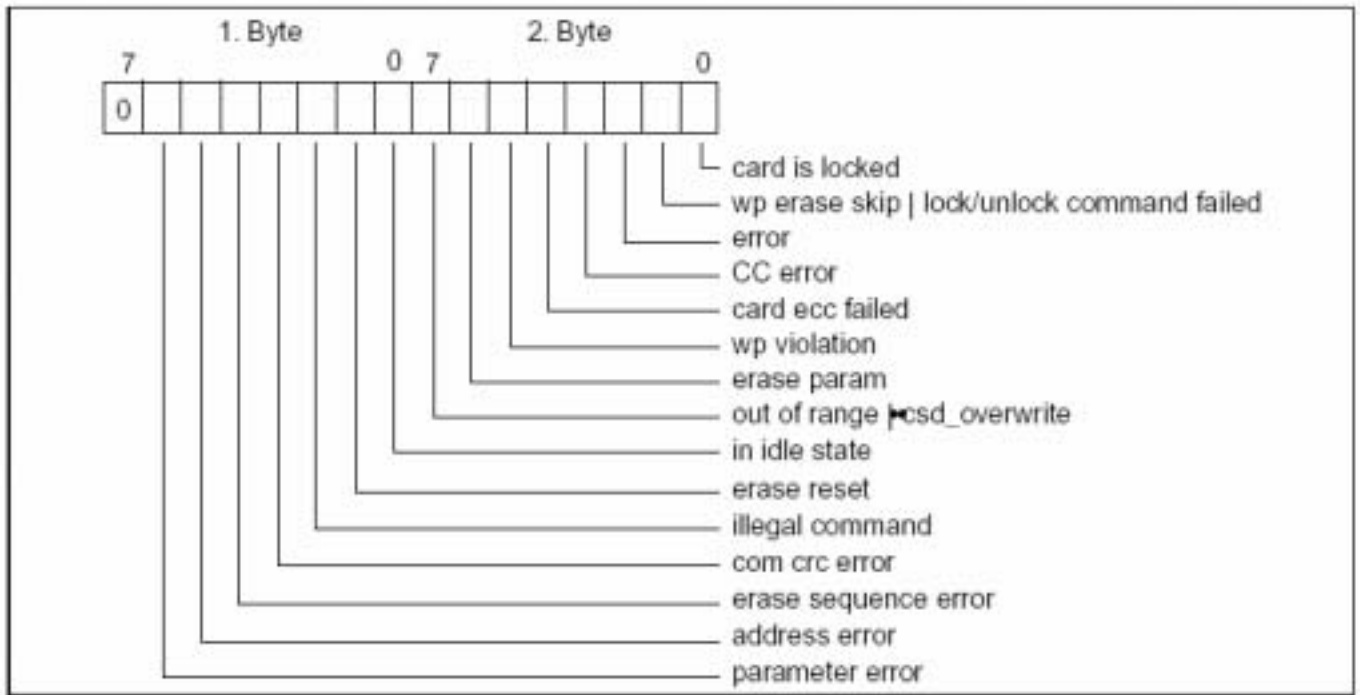 1. Byte 2. Byte
7 0 7 0
0
card is locked
wp erase skip | lock/unlock command failed
error
CC error
card ecc failed
wp violation
erase param
out of range | csd_overwrite
in idle state
erase reset
illegal command
com crc error
erase sequence error
address error
parameter error